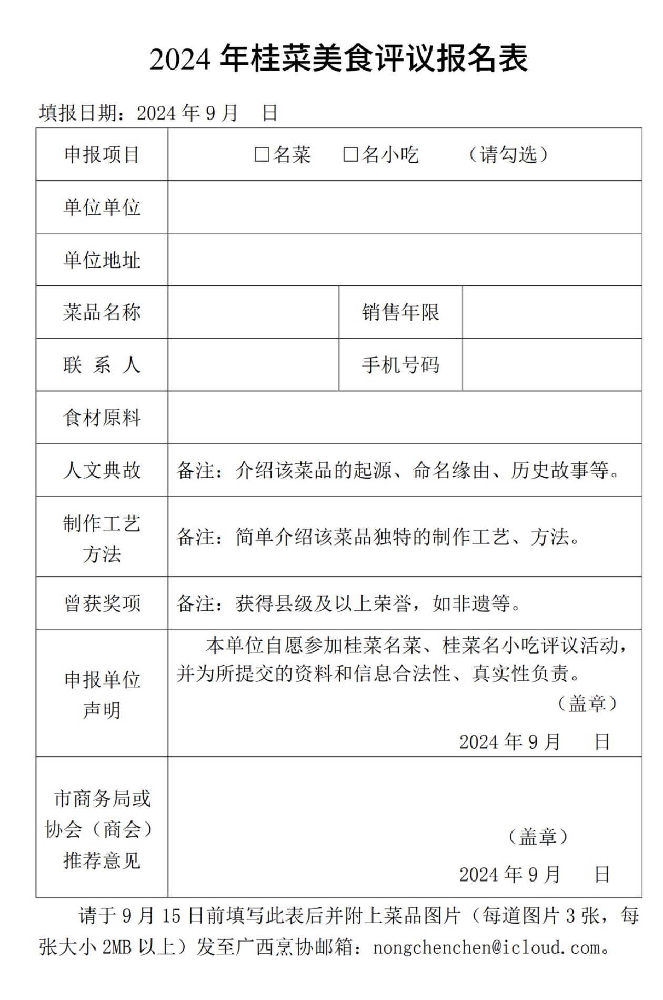 2024 年桂菜美食评议报名表
填报日期：2024 年 9 月 日
申报项目 □名菜 □名小吃 （请勾选）
单位单位
单位地址
菜品名称 销售年限
联 系 人 手机号码
食材原料
人文典故 备注：介绍该菜品的起源、命名缘由、历史故事等。
制作工艺
方法
备注：简单介绍该菜品独特的制作工艺、方法。
曾获奖项 备注：获得县级及以上荣誉，如非遗等。
申报单位
声明
本单位自愿参加桂菜名菜、桂菜名小吃评议活动，
并为所提交的资料和信息合法性、真实性负责。
（盖章）
2024 年 9 月 日
市商务局或
协会（商会）
推荐意见
（盖章）
2024 年 9 月 日
请于 9 月 15 日前填写此表后并附上菜品图片（每道图片 3 张，每
张大小 2MB 以上）发至广西烹协邮箱：nongchenchen@icloud.com。